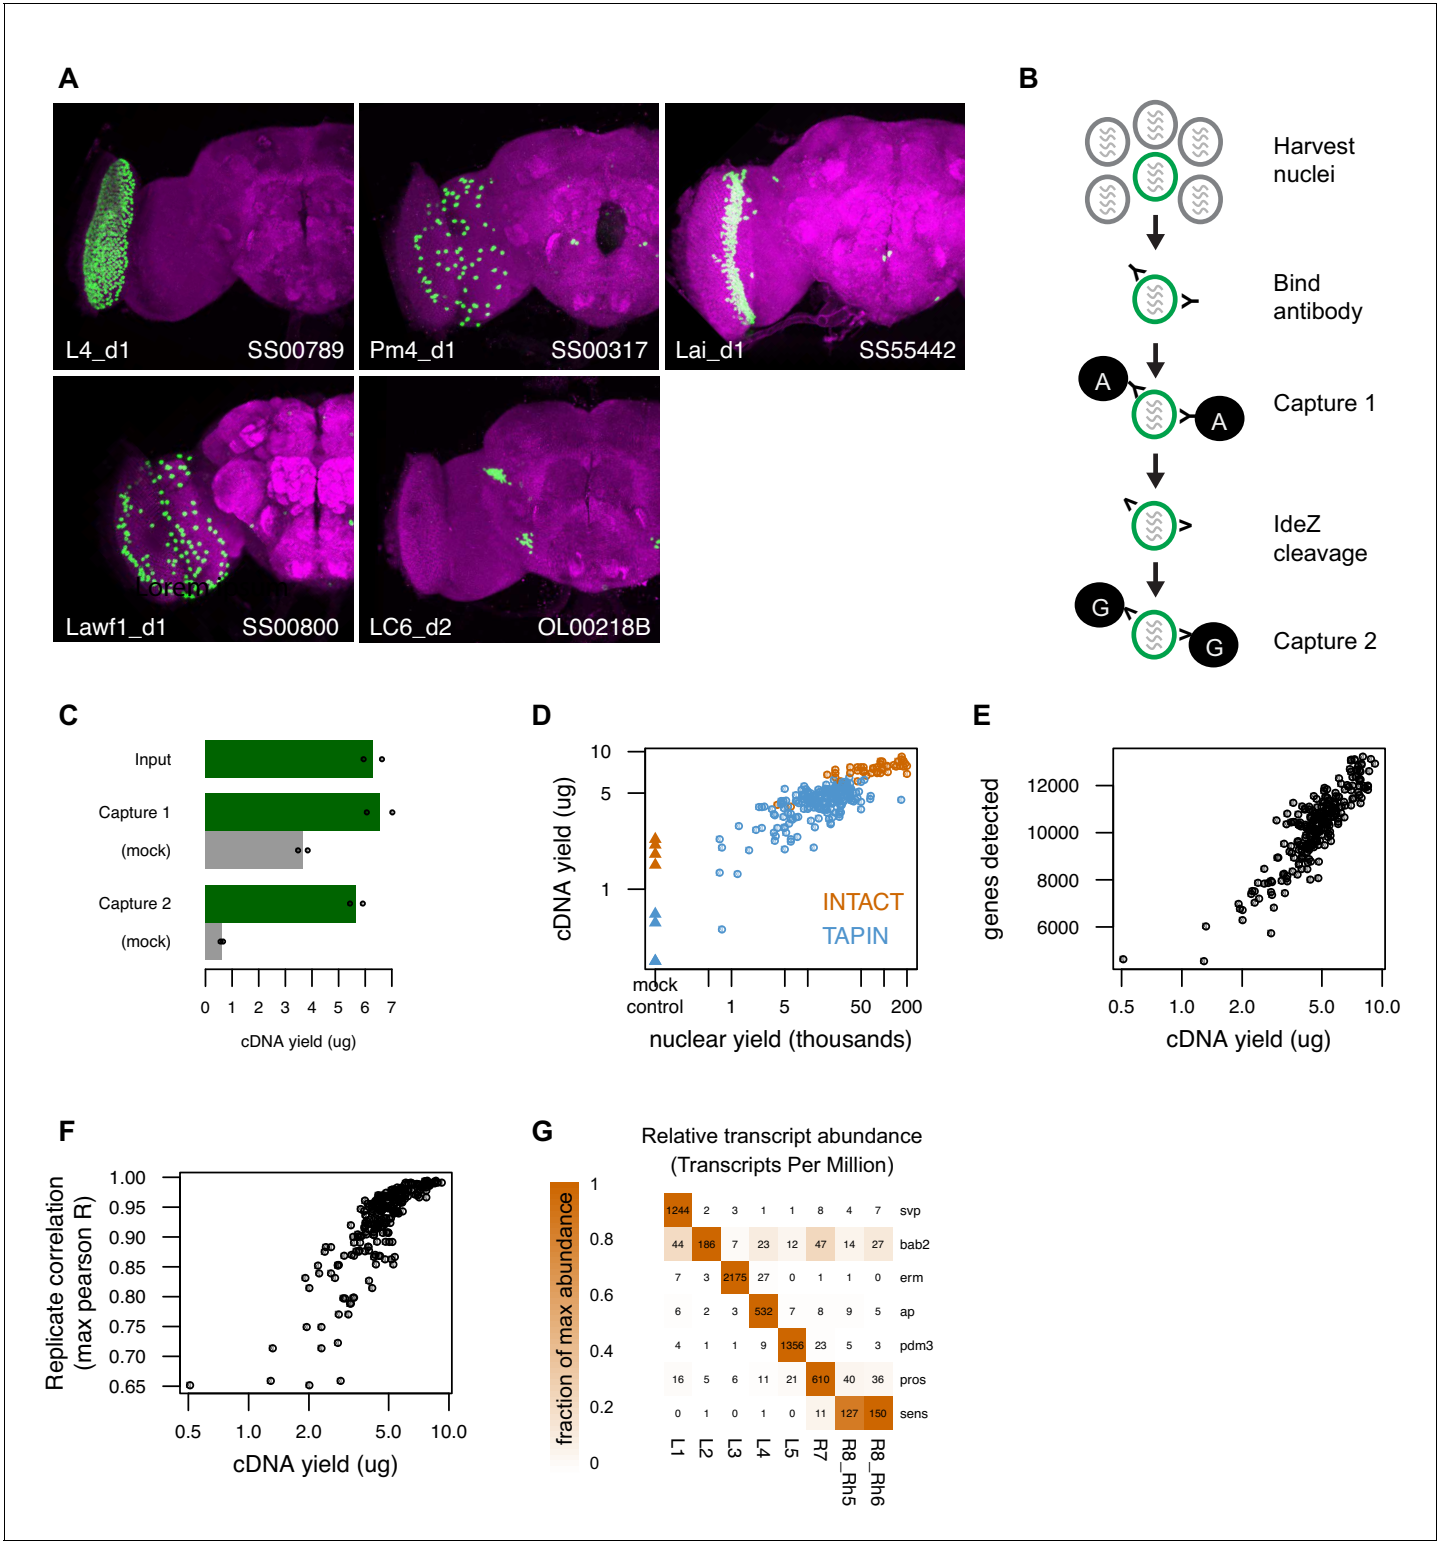 A
L4_d1 SS00789
Pm4_d1 SS00317
Lai_d1 SS55442
Lorem
Lawf1_d1 SS00800
LC6_d2 OL00218B
B
Harvest
nuclei
Bind
antibody
A
A
Capture 1
IdeZ
cleavage
G
G
Capture 2
C
Input
Capture 1
(mock)
Capture 2
(mock)
0 1 2 3 4 5 6 7
cDNA yield (ug)
D
cDNA yield (ug)
10
5
1
INTACT
TAPIN
mock
control
1 5 50 200
nuclear yield (thousands)
E
genes detected
12000
10000
8000
6000
0.5 1.0 2.0 5.0 10.0
cDNA yield (ug)
F
Replicate correlation
(max pearson R)
1.00
0.95
0.90
0.85
0.80
0.75
0.70
0.65
0.5 1.0 2.0 5.0 10.0
cDNA yield (ug)
G
Relative transcript abundance
(Transcripts Per Million)
fraction of max abundance
1
0.8
0.6
0.4
0.2
0
1244 2 3 1 1 8 4 7 svp
44 186 7 23 12 47 14 27 bab2
7 3 2175 27 0 1 1 0 erm
6 2 3 532 7 8 9 5 ap
4 1 1 9 1356 23 5 3 pdm3
16 5 6 11 21 610 40 36 pros
0 1 0 1 0 11 127 150 sens
L1 L2 L3 L4 L5 R7 R8_Rh5 R8_Rh6